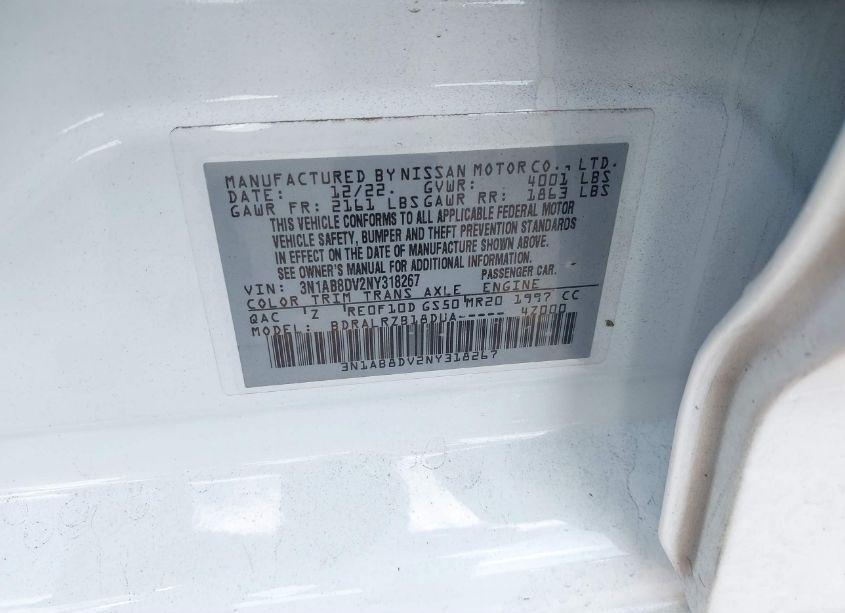 MANUFACTURED BY NISSAN MOTOR CO., LTD.
DATE: 12/22. GVWR: 4001 LBS
GAWR FR: 2161 LBS GAWR RR: 1863 LBS
THIS VEHICLE CONFORMS TO ALL APPLICABLE FEDERAL MOTOR
VEHICLE SAFETY, BUMPER AND THEFT PREVENTION STANDARDS
IN EFFECT ON THE DATE OF MANUFACTURE SHOWN ABOVE.
SEE OWNER'S MANUAL FOR ADDITIONAL INFORMATION.
VIN: 3N1AB8DV2NY318267 PASSENGER CAR.
COLOR TRIM TRANS AXLE ENGINE
QAC Z RE0F10D GS50 MR20 1997 CC
MODEL: BDRALRZB18DUA----- 4Z000
3N1AB8DV2NY318267